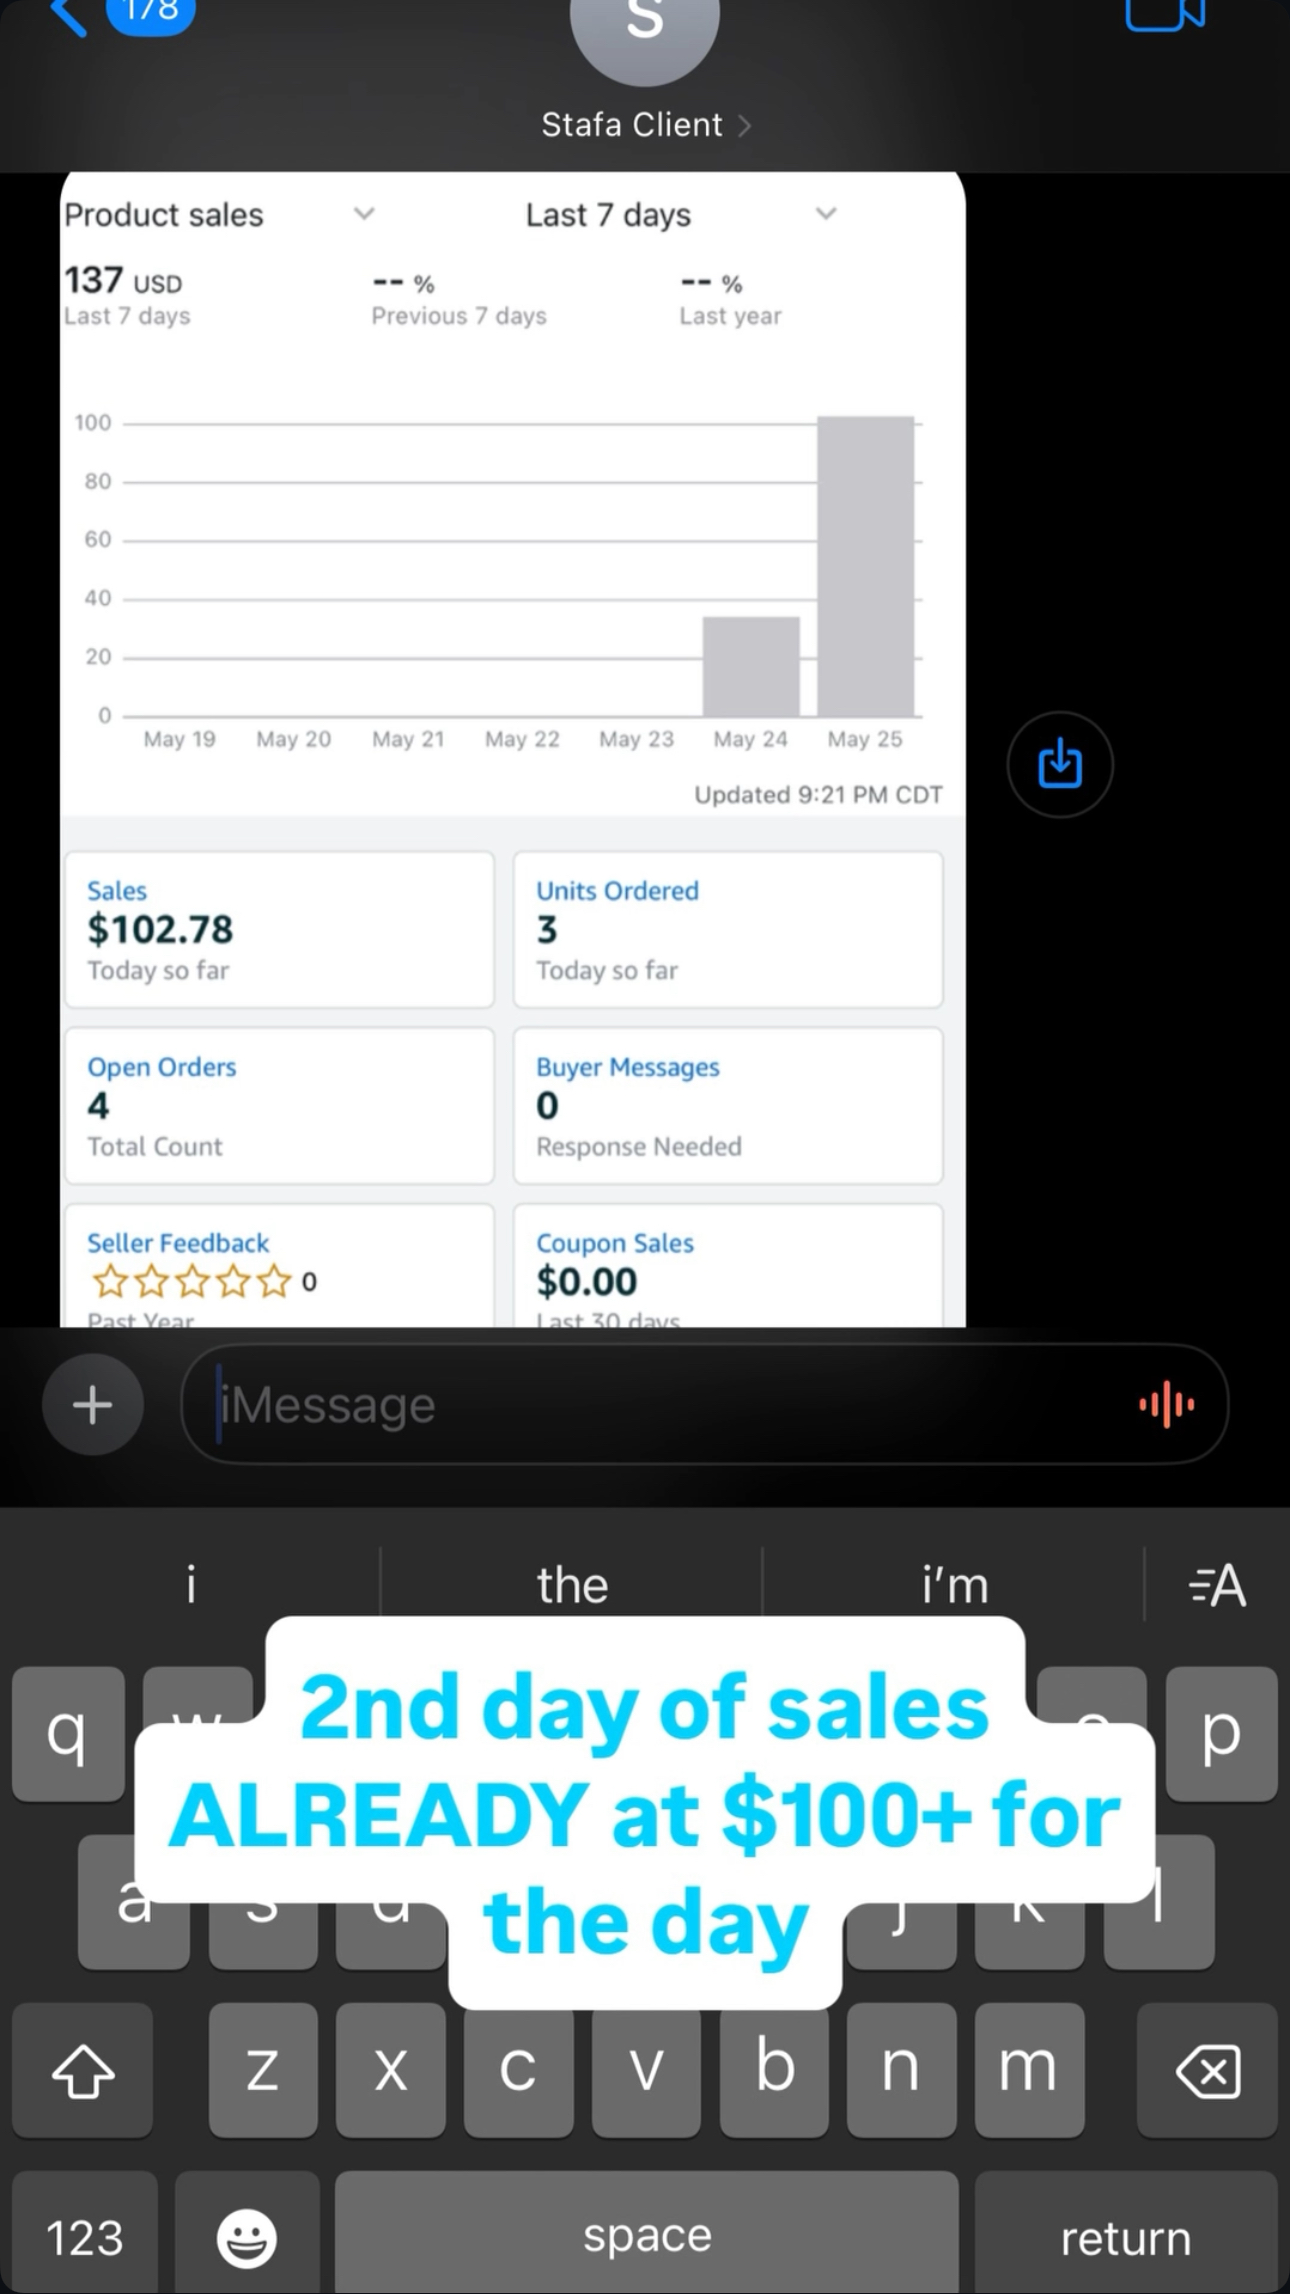 178
S
Stafa Client
Product sales Last 7 days
137 USD -- % -- %
Last 7 days Previous 7 days Last year
100
80
60
40
20
0
May 19 May 20 May 21 May 22 May 23 May 24 May 25
Updated 9:21 PM CDT
Sales Units Ordered
$102.78 3
Today so far Today so far
Open Orders Buyer Messages
4 0
Total Count Response Needed
Seller Feedback Coupon Sales
0 $0.00
Past Year Last 30 days
iMessage
i the i'm A
2nd day of sales
ALREADY at $100+ for
the day
q w o p
a s d j k l
z x c v b n m
123 space return